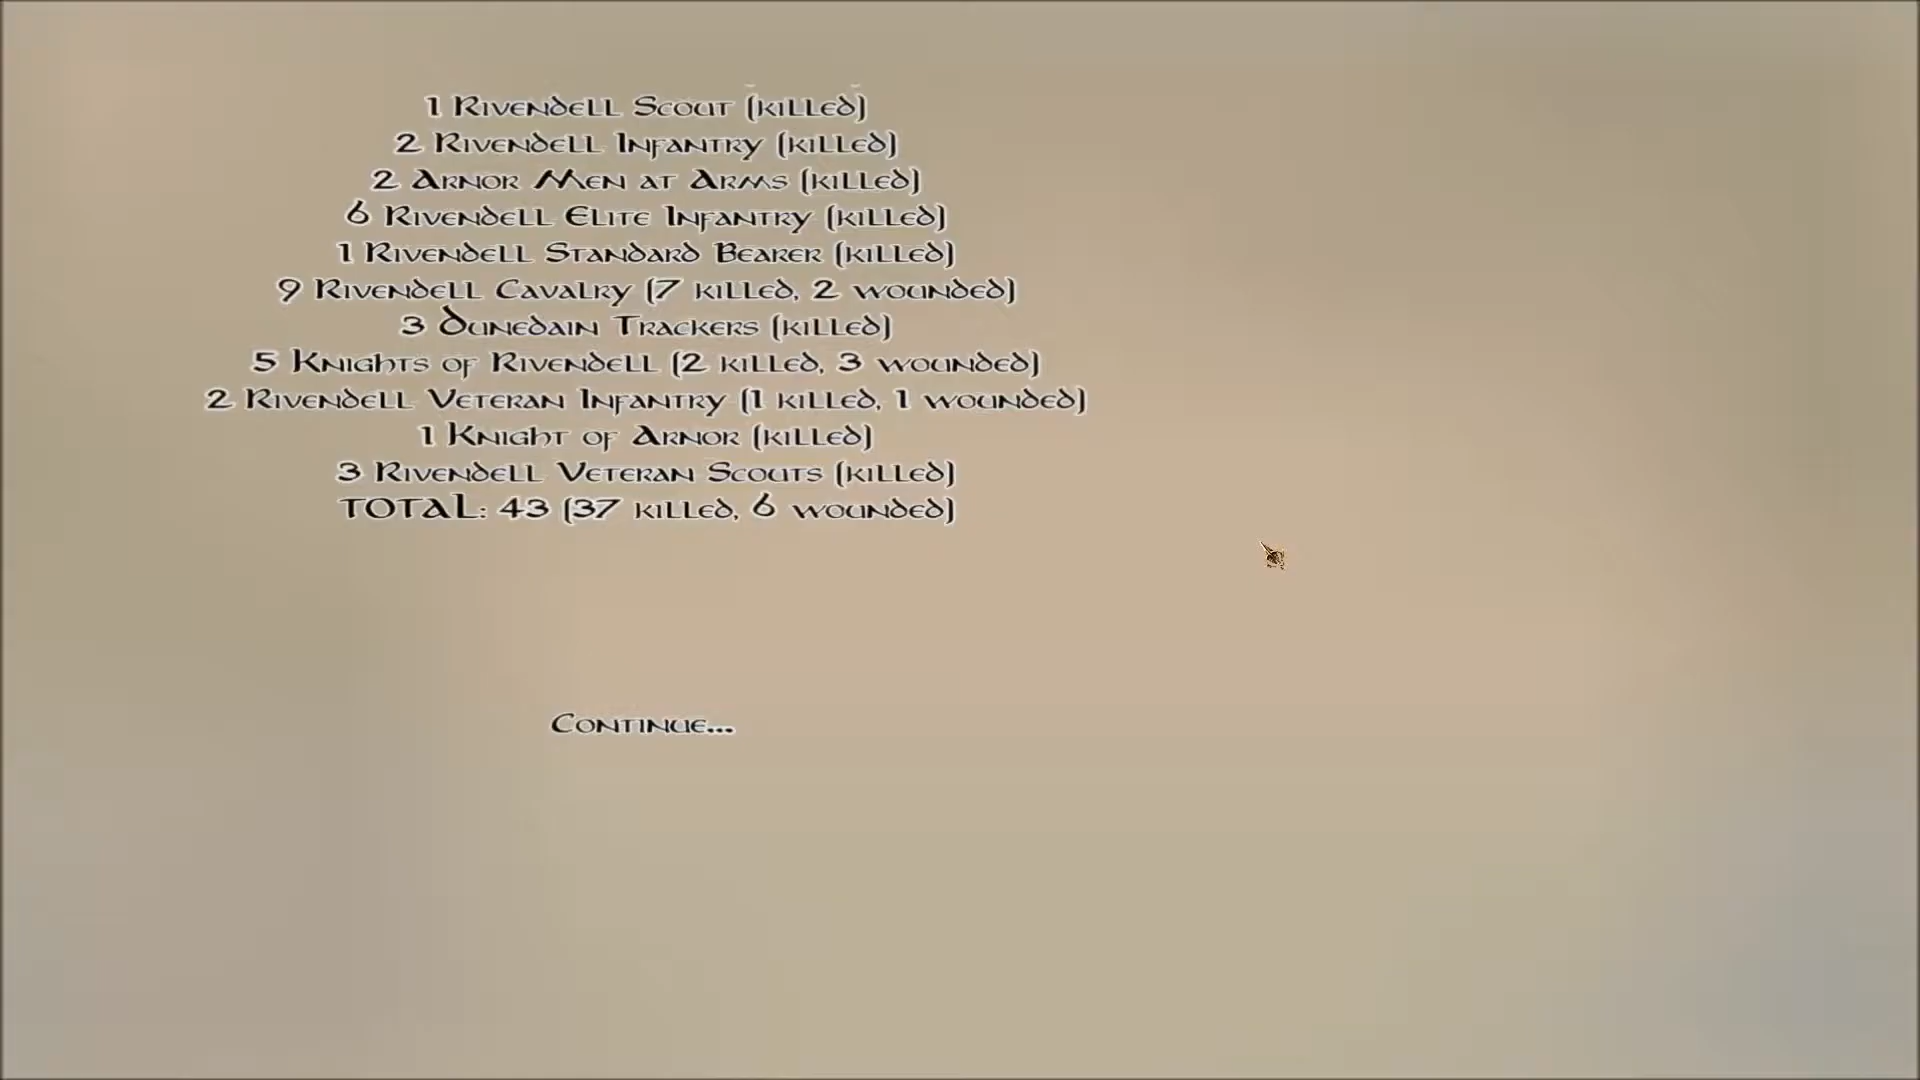 1 Rivendell Scout (killed)
2 Rivendell Infantry (killed)
2 Arnor Men at Arms (killed)
6 Rivendell Elite Infantry (killed)
1 Rivendell Standard Bearer (killed)
9 Rivendell Cavalry (7 killed, 2 wounded)
3 Dunedain Trackers (killed)
5 Knights of Rivendell (2 killed, 3 wounded)
2 Rivendell Veteran Infantry (1 killed, 1 wounded)
1 Knight of Arnor (killed)
3 Rivendell Veteran Scouts (killed)
TOTAL: 43 (37 killed, 6 wounded)
Continue...